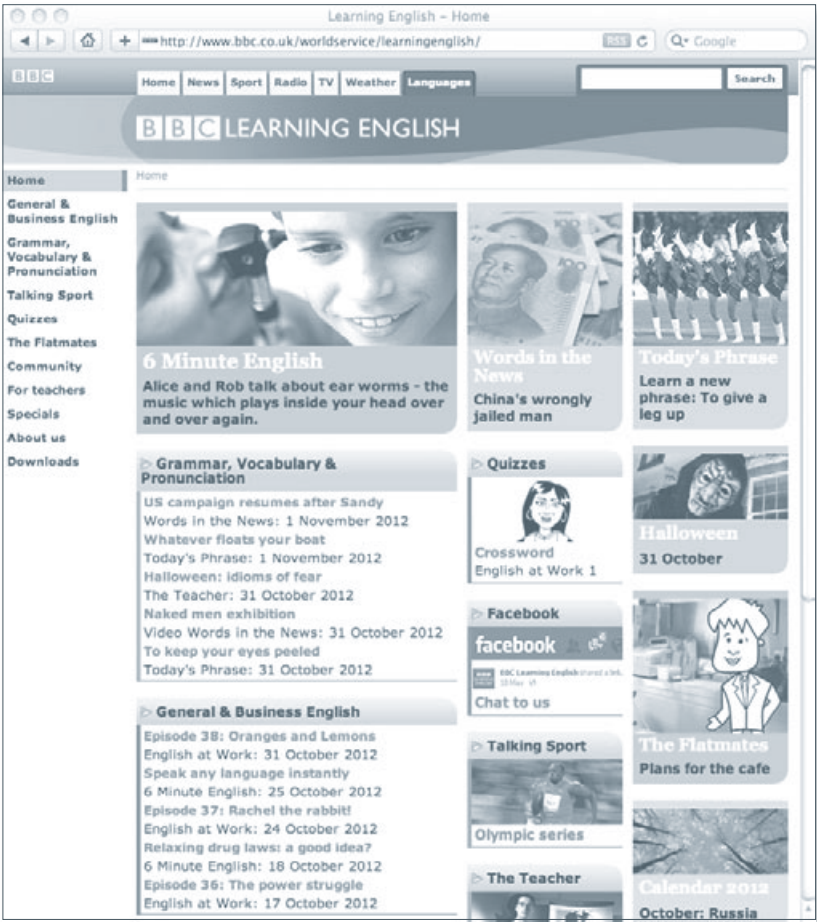 Learning English – Home
http://www.bbc.co.uk/worldservice/learningenglish/
RSS
Google
BBC
Home News Sport Radio TV Weather Languages
Search
BBC LEARNING ENGLISH
Home
General &
Business English
Grammar,
Vocabulary &
Pronunciation
Talking Sport
Quizzes
The Flatmates
Community
For teachers
Specials
About us
Downloads
Home
6 Minute English
Alice and Rob talk about ear worms - the
music which plays inside your head over
and over again.
Words in the
News
China's wrongly
jailed man
Today's Phrase
Learn a new
phrase: To give a
leg up
Grammar, Vocabulary &
Pronunciation
US campaign resumes after Sandy
Words in the News: 1 November 2012
Whatever floats your boat
Today's Phrase: 1 November 2012
Halloween: idioms of fear
The Teacher: 31 October 2012
Naked men exhibition
Video Words in the News: 31 October 2012
To keep your eyes peeled
Today's Phrase: 31 October 2012
General & Business English
Episode 38: Oranges and Lemons
English at Work: 31 October 2012
Speak any language instantly
6 Minute English: 25 October 2012
Episode 37: Rachel the rabbit!
English at Work: 24 October 2012
Relaxing drug laws: a good idea?
6 Minute English: 18 October 2012
Episode 36: The power struggle
English at Work: 17 October 2012
Quizzes
Crossword
English at Work 1
Facebook
facebook
BBC Learning English shared a link.
Chat to us
Talking Sport
Olympic series
The Teacher
Halloween
31 October
The Flatmates
Plans for the cafe
Calendar 2012
October: Russia